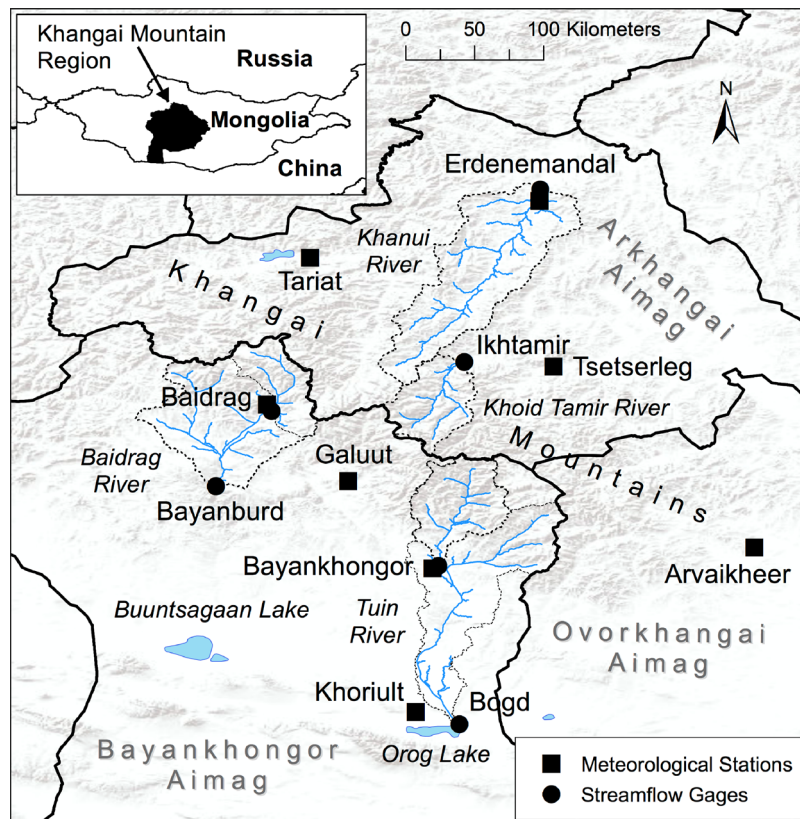 Khangai Mountain
Region
Russia
Mongolia
China
0 50 100 Kilometers
N
Erdenemandal
Khanui
River
Tariat
Khangai
Arkhangai
Aimag
Ikhtamir
Tsetserleg
Khoid Tamir River
Baidrag
Mountains
Baidrag
River
Galuut
Bayanburd
Bayankhongor
Arvaikheer
Buuntsagaan Lake
Tuin
River
Ovorkhangai
Aimag
Khoriult
Bogd
Orog Lake
Bayankhongor
Aimag
Meteorological Stations
Streamflow Gages